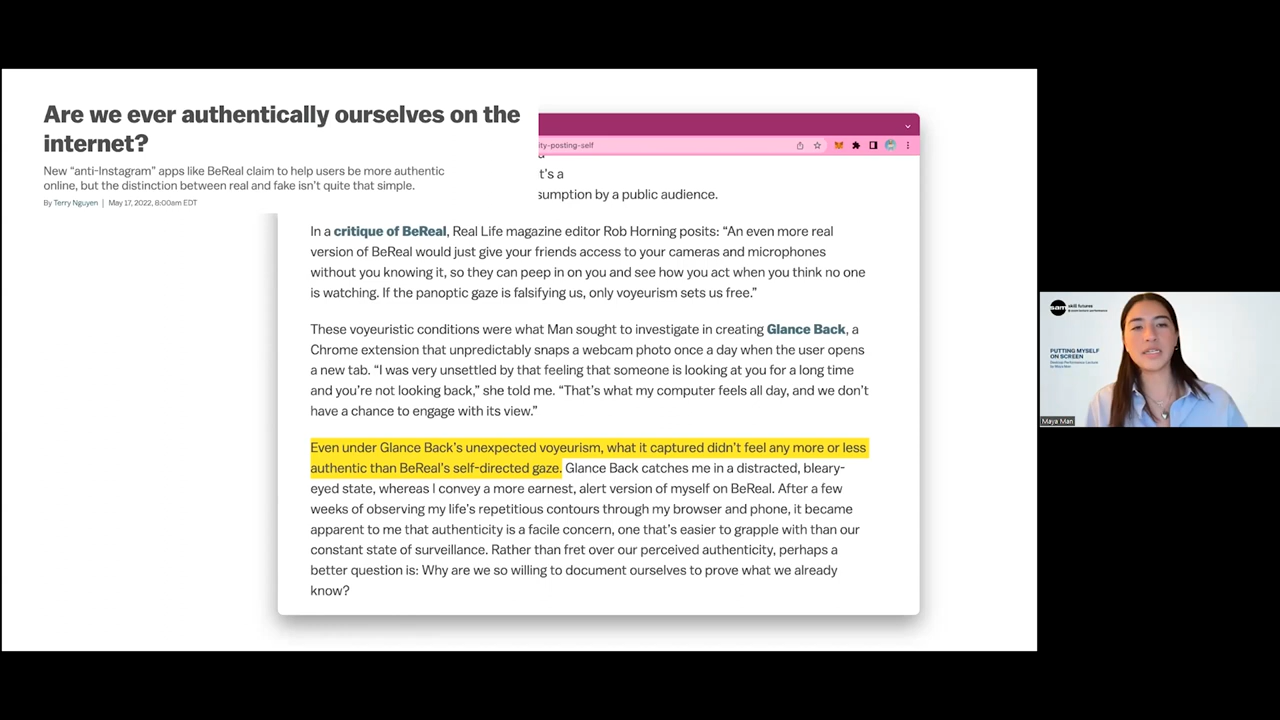 Are we ever authentically ourselves on the
internet?
New “anti-Instagram” apps like BeReal claim to help users be more authentic
online, but the distinction between real and fake isn’t quite that simple.
By Terry Nguyen | May 17, 2022, 8:00am EDT
ity-posting-self
t’s a
sumption by a public audience.
In a critique of BeReal, Real Life magazine editor Rob Horning posits: “An even more real
version of BeReal would just give your friends access to your cameras and microphones
without you knowing it, so they can peep in on you and see how you act when you think no one
is watching. If the panoptic gaze is falsifying us, only voyeurism sets us free.”
These voyeuristic conditions were what Man sought to investigate in creating Glance Back, a
Chrome extension that unpredictably snaps a webcam photo once a day when the user opens
a new tab. “I was very unsettled by that feeling that someone is looking at you for a long time
and you’re not looking back,” she told me. “That’s what my computer feels all day, and we don’t
have a chance to engage with its view.”
Even under Glance Back’s unexpected voyeurism, what it captured didn’t feel any more or less
authentic than BeReal’s self-directed gaze. Glance Back catches me in a distracted, bleary-
eyed state, whereas I convey a more earnest, alert version of myself on BeReal. After a few
weeks of observing my life’s repetitious contours through my browser and phone, it became
apparent to me that authenticity is a facile concern, one that’s easier to grapple with than our
constant state of surveillance. Rather than fret over our perceived authenticity, perhaps a
better question is: Why are we so willing to document ourselves to prove what we already
know?
sam
skill futures
PUTTING MYSELF
ON SCREEN
Desktop Performance Lecture
by Maya Man
Maya Man